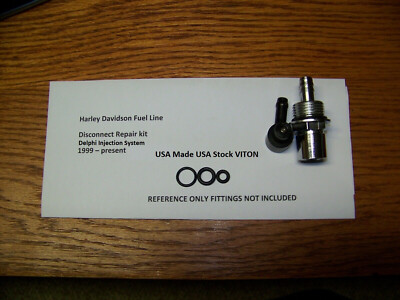 Harley Davidson Fuel Line
Disconnect Repair kit
Delphi Injection System
1999 – present
USA Made USA Stock VITON
REFERENCE ONLY FITTINGS NOT INCLUDED